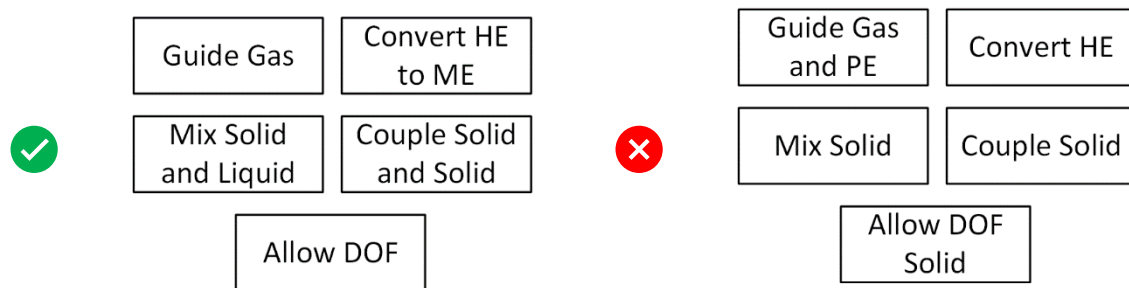 Guide Gas
Convert HE
to ME
Mix Solid
and Liquid
Couple Solid
and Solid
Allow DOF
Guide Gas
and PE
Convert HE
Mix Solid
Couple Solid
Allow DOF
Solid